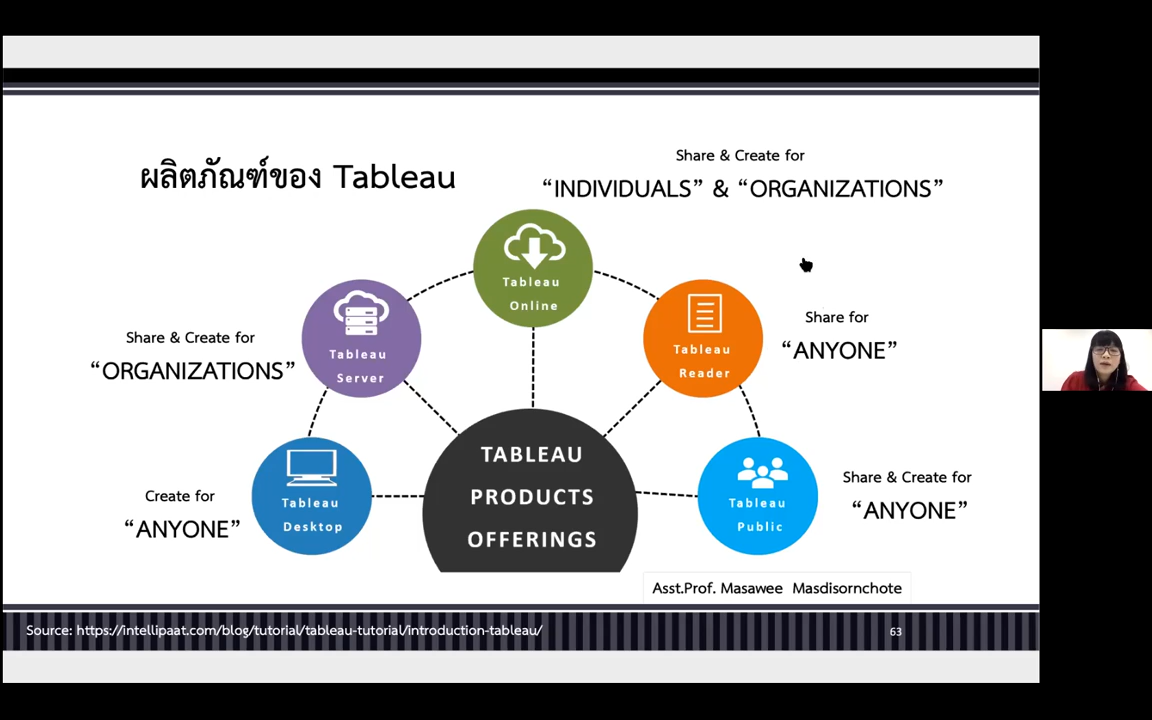 ผลิตภัณฑ์ของ Tableau
Share & Create for
“INDIVIDUALS” & “ORGANIZATIONS”
Tableau
Online
Share & Create for
“ORGANIZATIONS”
Tableau
Server
Tableau
Reader
Share for
“ANYONE”
Create for
“ANYONE”
Tableau
Desktop
TABLEAU
PRODUCTS
OFFERINGS
Tableau
Public
Share & Create for
“ANYONE”
Asst.Prof. Masawee Masdisornchote
Source: https://intellipaat.com/blog/tutorial/tableau-tutorial/introduction-tableau/
63